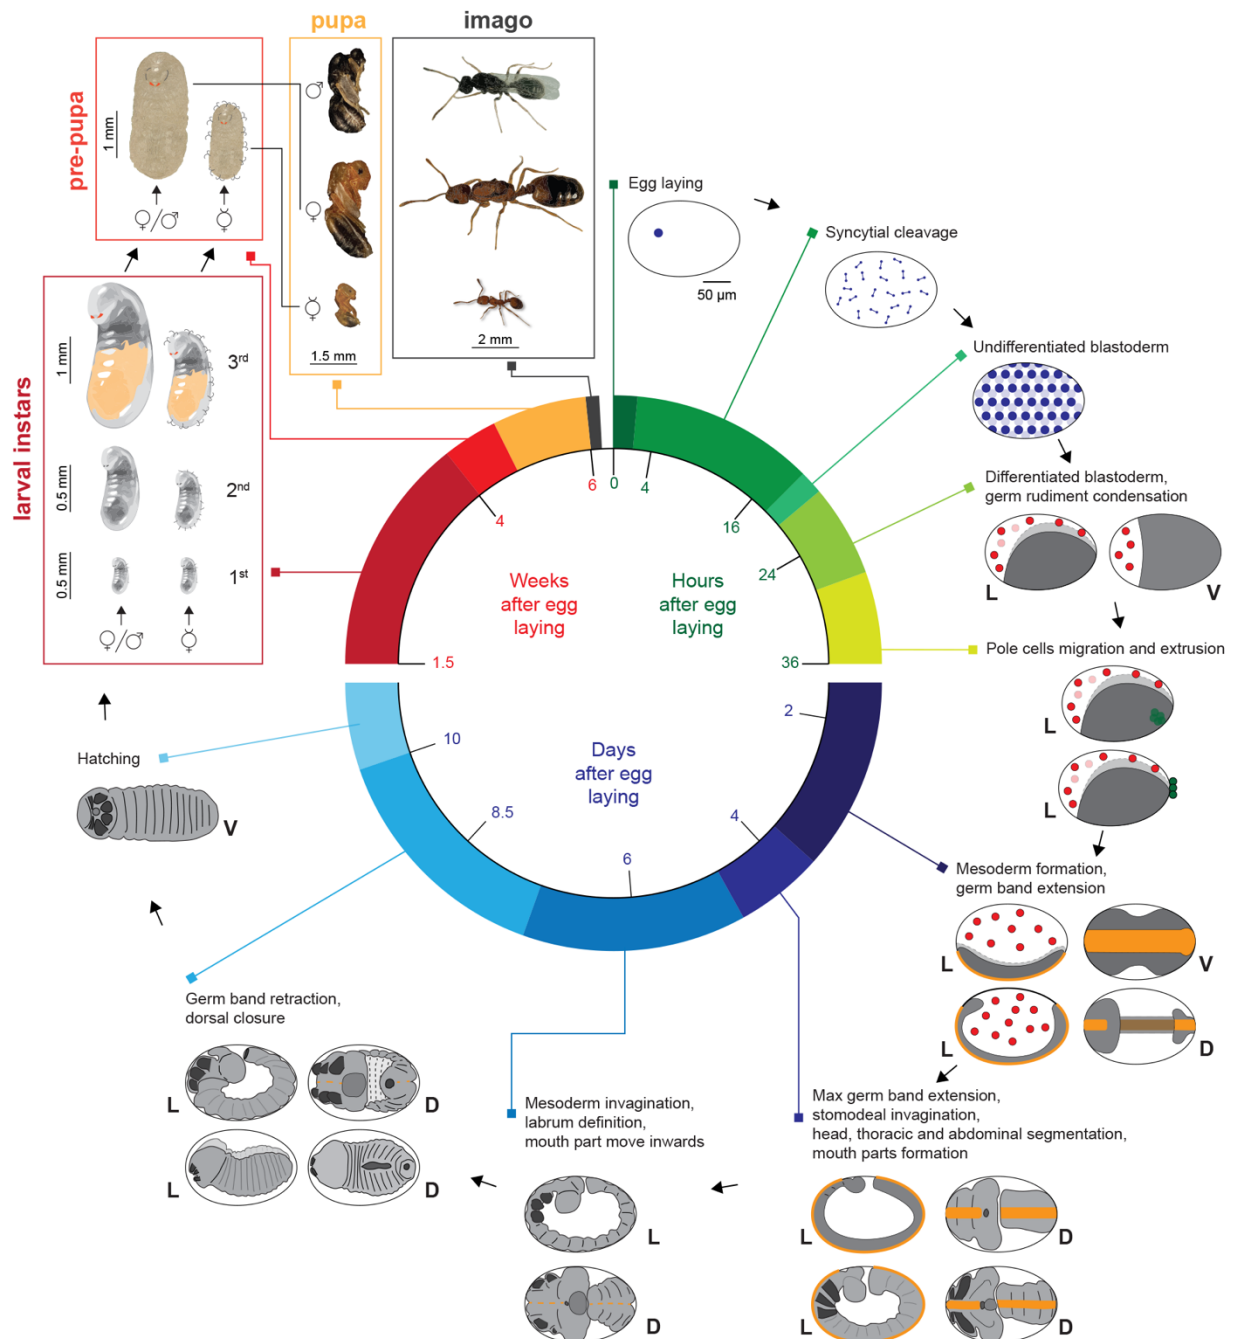 pupa
imago
pre-pupa
1 mm
♀/♂
☿
♂
♀
☿
1.5 mm
2 mm
Egg laying
50 µm
Syncytial cleavage
Undifferentiated blastoderm
Differentiated blastoderm,
germ rudiment condensation
L
V
Pole cells migration and extrusion
L
L
Mesoderm formation,
germ band extension
L
V
L
D
Max germ band extension,
stomodeal invagination,
head, thoracic and abdominal segmentation,
mouth parts formation
L
D
L
D
Mesoderm invagination,
labrum definition,
mouth part move inwards
L
D
Germ band retraction,
dorsal closure
L
D
L
D
Hatching
V
larval instars
1 mm
3rd
0.5 mm
2nd
0.5 mm
1st
♀/♂
☿
Hours
after egg
laying
0
4
16
24
36
Days
after egg
laying
2
4
6
8.5
10
Weeks
after egg
laying
1.5
4
6